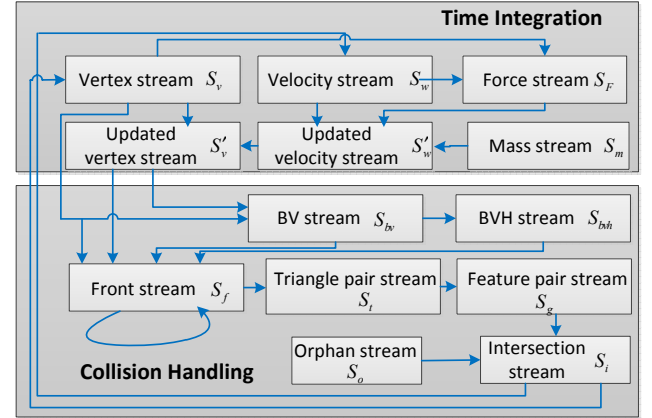 Time Integration
Vertex stream S_v
Velocity stream S_w
Force stream S_F
Updated
vertex stream S'_v
Updated
velocity stream S'_w
Mass stream S_m
BV stream S_bv
BVH stream S_bvh
Front stream S_f
Triangle pair stream
S_t
Feature pair stream
S_g
Orphan stream
S_o
Intersection
stream S_i
Collision Handling